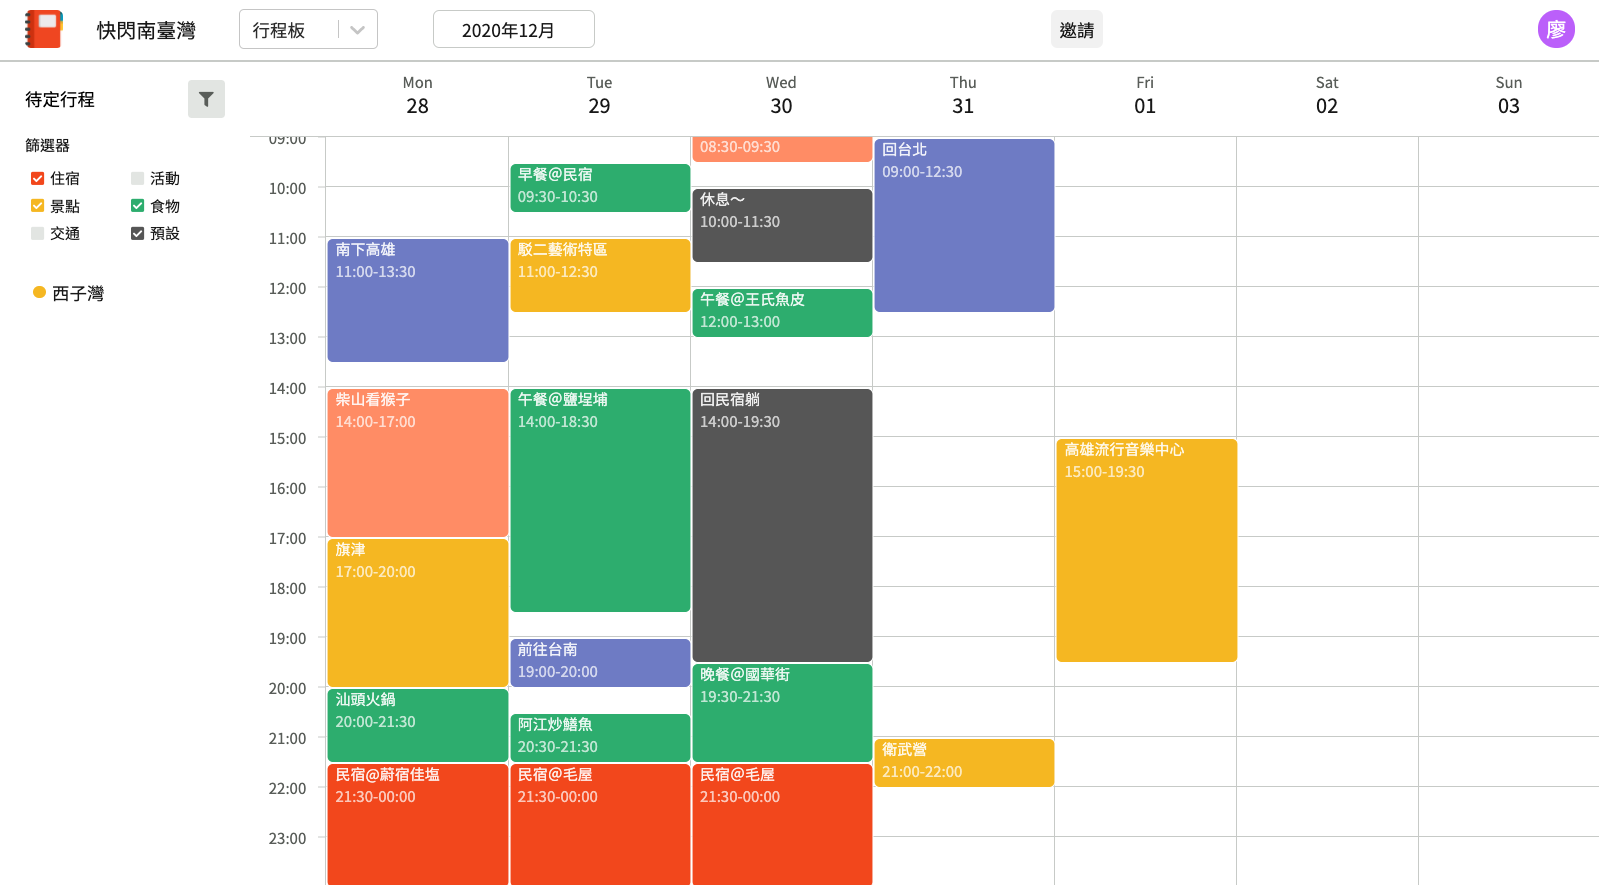 快閃南臺灣
行程板
2020年12月
邀請
廖
待定行程
篩選器
住宿
活動
景點
食物
交通
預設
西子灣
Mon
28
Tue
29
Wed
30
Thu
31
Fri
01
Sat
02
Sun
03
09:00
10:00
11:00
12:00
13:00
14:00
15:00
16:00
17:00
18:00
19:00
20:00
21:00
22:00
23:00
南下高雄
11:00-13:30
柴山看猴子
14:00-17:00
旗津
17:00-20:00
汕頭火鍋
20:00-21:30
民宿@蔚宿佳塩
21:30-00:00
早餐@民宿
09:30-10:30
駁二藝術特區
11:00-12:30
午餐@鹽埕埔
14:00-18:30
前往台南
19:00-20:00
阿江炒鱔魚
20:30-21:30
民宿@毛屋
21:30-00:00
08:30-09:30
休息～
10:00-11:30
午餐@王氏魚皮
12:00-13:00
回民宿躺
14:00-19:30
晚餐@國華街
19:30-21:30
民宿@毛屋
21:30-00:00
回台北
09:00-12:30
衛武營
21:00-22:00
高雄流行音樂中心
15:00-19:30